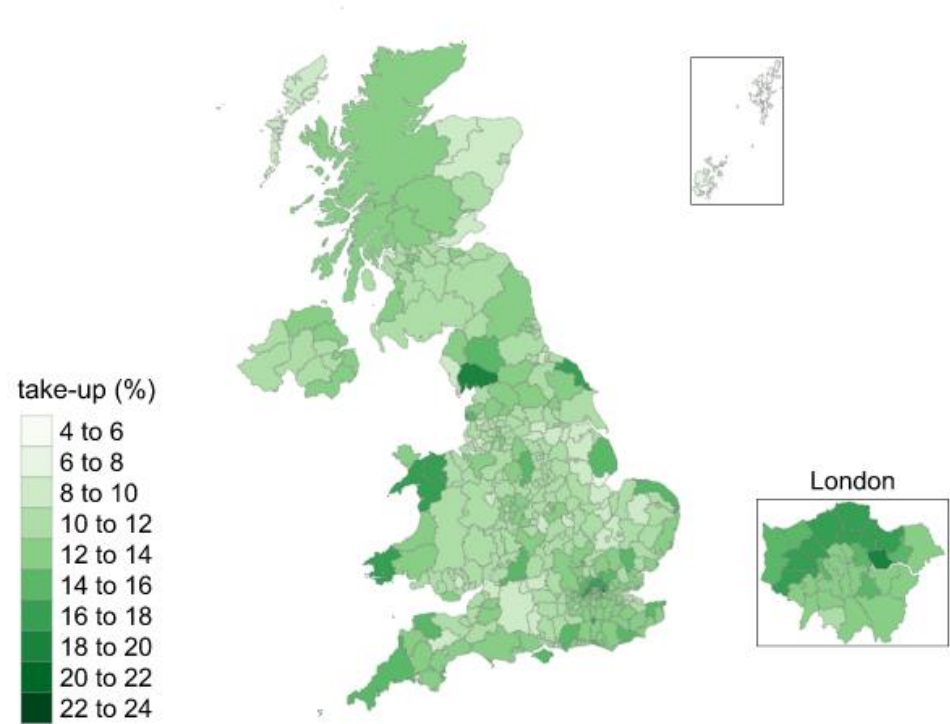 take-up (%)
4 to 6
6 to 8
8 to 10
10 to 12
12 to 14
14 to 16
16 to 18
18 to 20
20 to 22
22 to 24
London